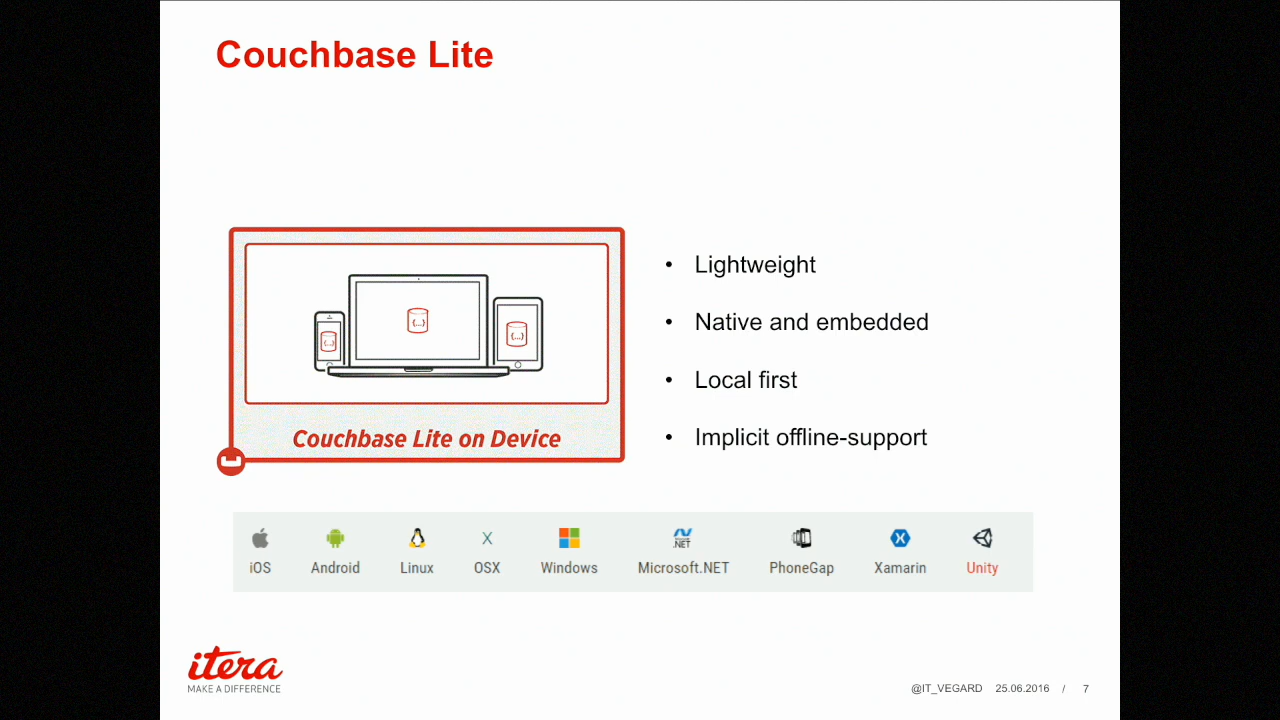 Couchbase Lite
{...}
{...}
{...}
Couchbase Lite on Device
• Lightweight
• Native and embedded
• Local first
• Implicit offline-support
X
.NET
iOS Android Linux OSX Windows Microsoft.NET PhoneGap Xamarin Unity
itera
MAKE A DIFFERENCE
@IT_VEGARD 25.06.2016 / 7